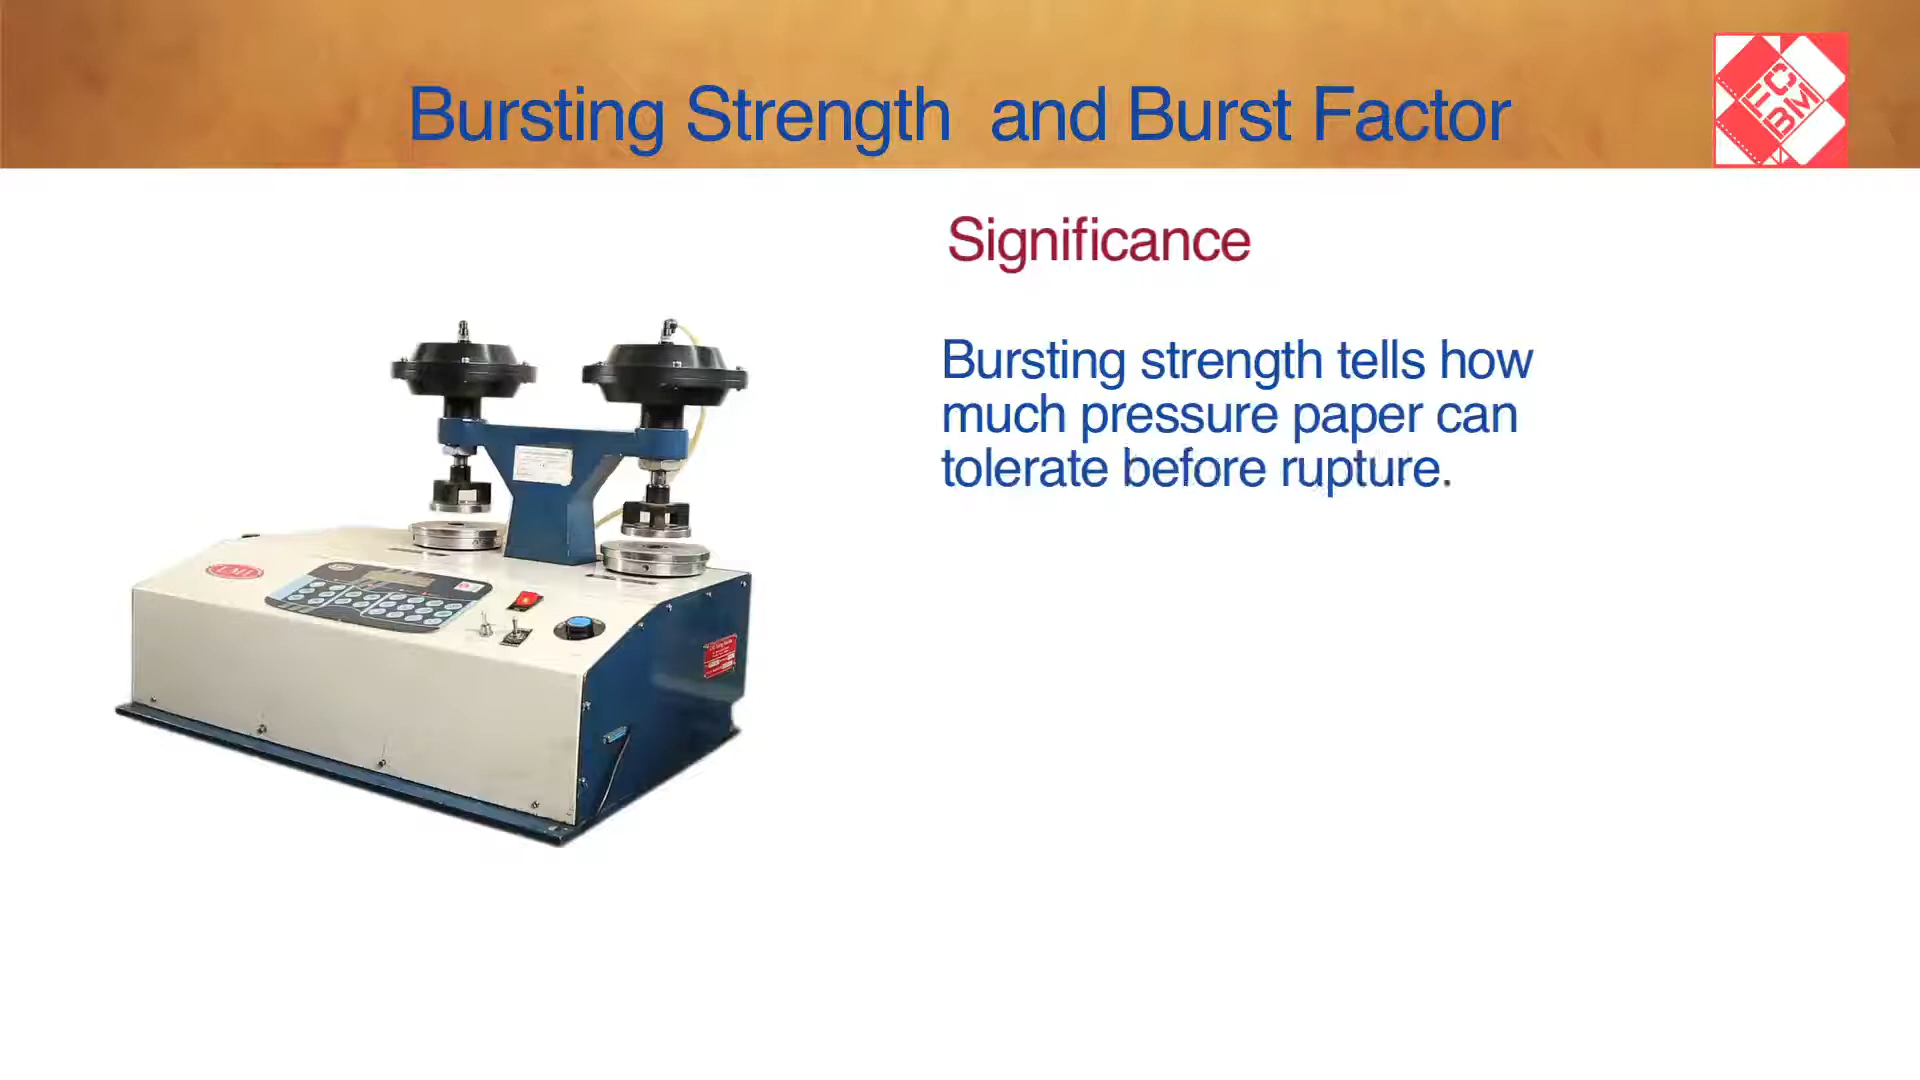 Bursting Strength and Burst Factor
Significance
Bursting strength tells how
much pressure paper can
tolerate before rupture.